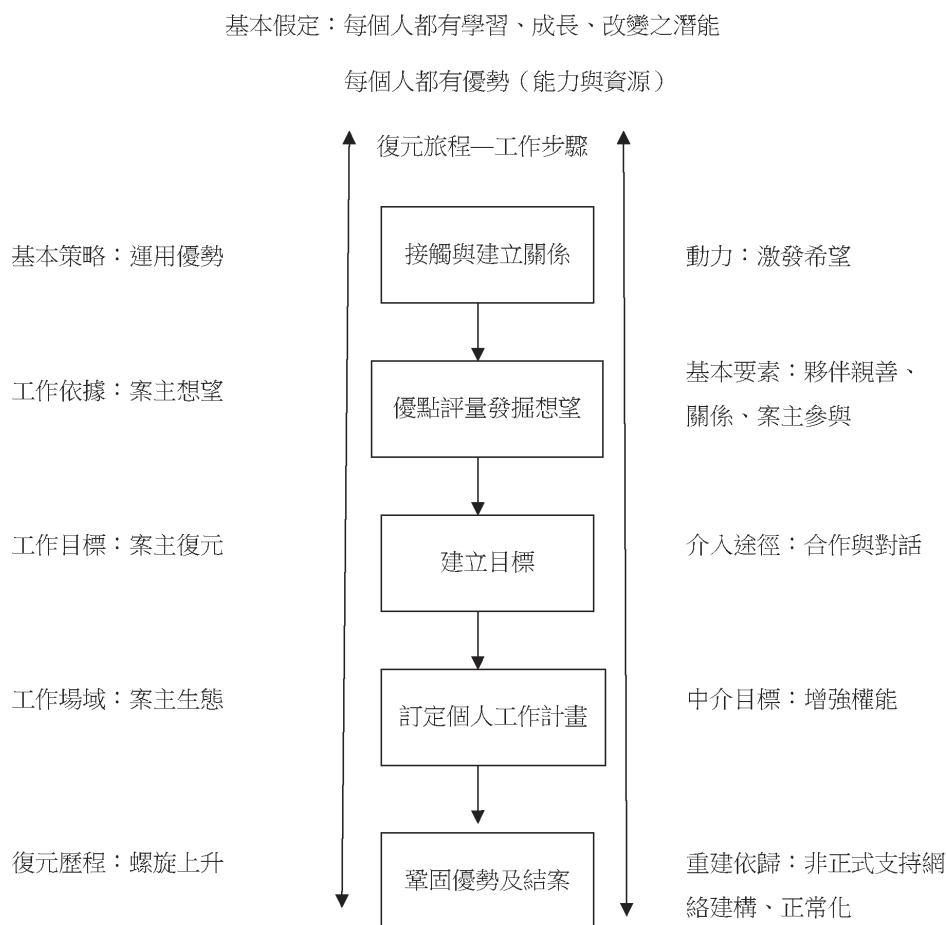 基本假定：每個人都有學習、成長、改變之潛能
每個人都有優勢（能力與資源）
復元旅程—工作步驟
基本策略：運用優勢
接觸與建立關係
動力：激發希望
工作依據：案主想望
優點評量發掘想望
基本要素：夥伴親善、
關係、案主參與
工作目標：案主復元
建立目標
介入途徑：合作與對話
工作場域：案主生態
訂定個人工作計畫
中介目標：增強權能
復元歷程：螺旋上升
鞏固優勢及結案
重建依歸：非正式支持網
絡建構、正常化